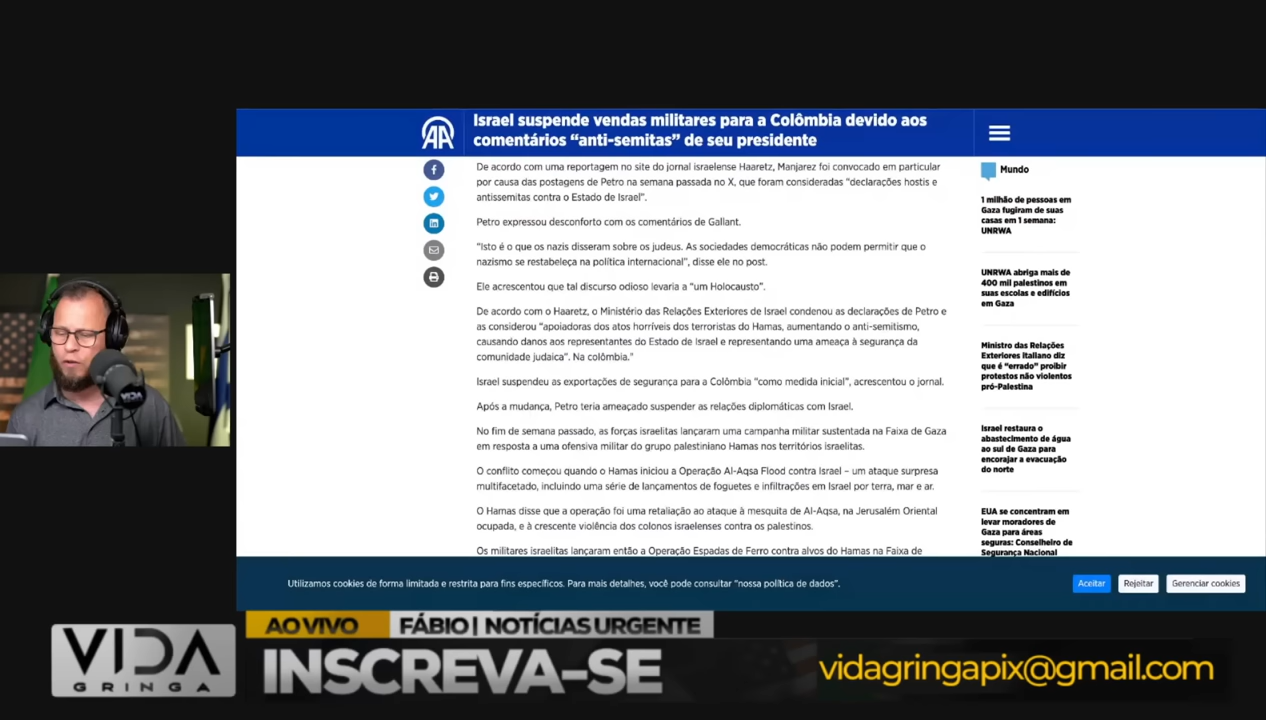 AA
Israel suspende vendas militares para a Colômbia devido aos
comentários “anti-semitas” de seu presidente
De acordo com uma reportagem no site do jornal israelense Haaretz, Manjarez foi convocado em particular
por causa das postagens de Petro na semana passada no X, que foram consideradas “declarações hostis e
antissemitas contra o Estado de Israel”.
Petro expressou desconforto com os comentários de Gallant.
“Isto é o que os nazis disseram sobre os judeus. As sociedades democráticas não podem permitir que o
nazismo se restabeleça na política internacional”, disse ele no post.
Ele acrescentou que tal discurso odioso levaria a “um Holocausto”.
De acordo com o Haaretz, o Ministério das Relações Exteriores de Israel condenou as declarações de Petro e
as considerou “apoiadoras dos atos horríveis dos terroristas do Hamas, aumentando o anti-semitismo,
causando danos aos representantes do Estado de Israel e representando uma ameaça à segurança da
comunidade judaica”. Na colômbia.”
Israel suspendeu as exportações de segurança para a Colômbia “como medida inicial”, acrescentou o jornal.
Após a mudança, Petro teria ameaçado suspender as relações diplomáticas com Israel.
No fim de semana passado, as forças israelitas lançaram uma campanha militar sustentada na Faixa de Gaza
em resposta a uma ofensiva militar do grupo palestiniano Hamas nos territórios israelitas.
O conflito começou quando o Hamas iniciou a Operação Al-Aqsa Flood contra Israel – um ataque surpresa
multifacetado, incluindo uma série de lançamentos de foguetes e infiltrações em Israel por terra, mar e ar.
O Hamas disse que a operação foi uma retaliação ao ataque à mesquita de Al-Aqsa, na Jerusalém Oriental
ocupada, e à crescente violência dos colonos israelenses contra os palestinos.
Os militares israelitas lançaram então a Operação Espadas de Ferro contra alvos do Hamas na Faixa de
Mundo
1 milhão de pessoas em
Gaza fugiram de suas
casas em 1 semana:
UNRWA
UNRWA abriga mais de
400 mil palestinos em
suas escolas e edifícios
em Gaza
Ministro das Relações
Exteriores italiano diz
que é “errado” proibir
protestos não violentos
pró-Palestina
Israel restaura o
abastecimento de água
ao sul de Gaza para
encorajar a evacuação
do norte
EUA se concentram em
levar moradores de
Gaza para áreas
seguras: Conselheiro de
Segurança Nacional
Utilizamos cookies de forma limitada e restrita para fins específicos. Para mais detalhes, você pode consultar “nossa política de dados”.
Aceitar
Rejeitar
Gerenciar cookies
VIDA
AO VIVO
FÁBIO | NOTÍCIAS URGENTE
VIDA
GRINGA
INSCREVA-SE
vidagringapix@gmail.com